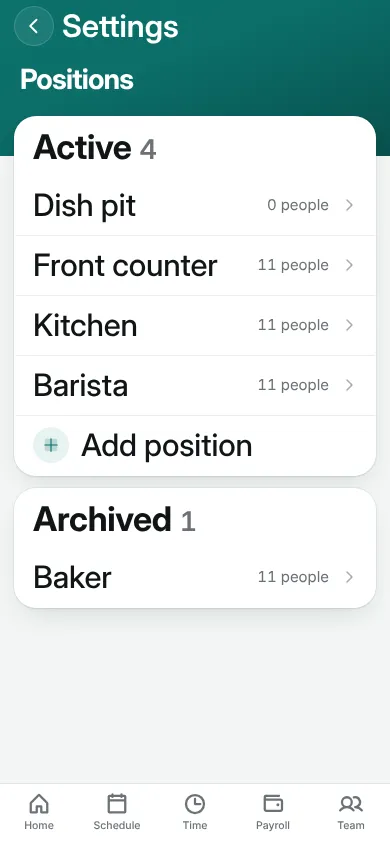 Settings
Positions
Active 4
Dish pit 0 people
Front counter 11 people
Kitchen 11 people
Barista 11 people
Add position
Archived 1
Baker 11 people
Home Schedule Time Payroll Team